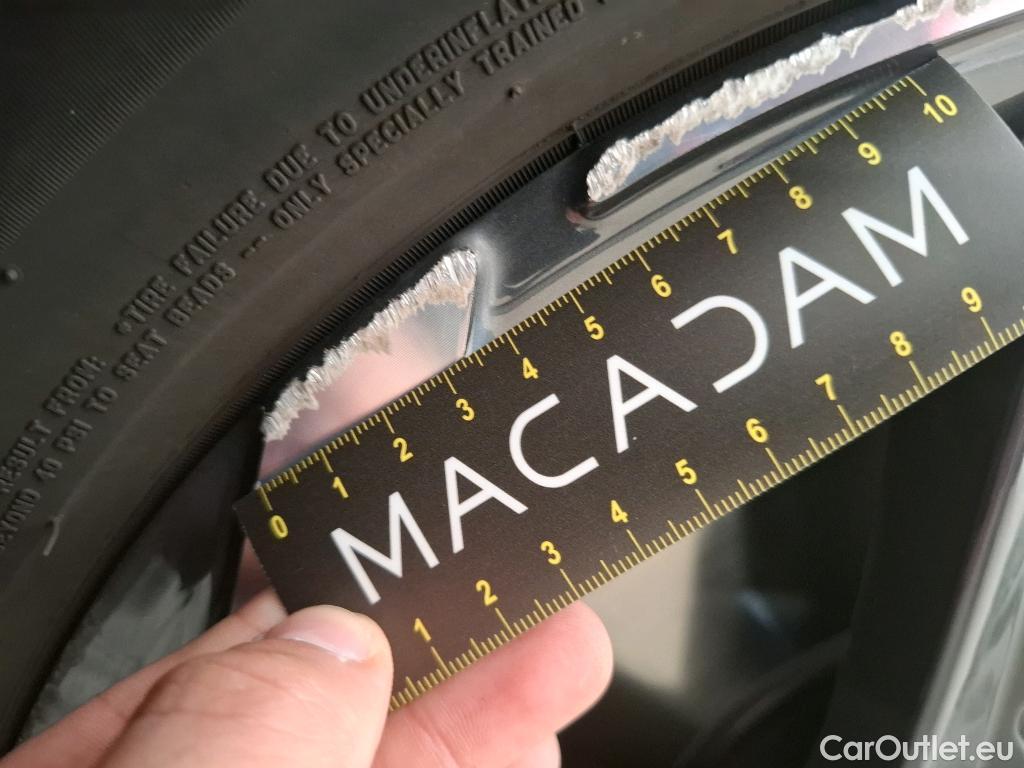 •TIRE FAILURE DUE TO UNDERINFLAT
RESULT FROM:
TO SEAT BEADS -- ONLY SPECIALLY TRAINED
BEYOND 40 PSI
0 1 2 3 4 5 6 7 8 9 10
MACADAM
1 2 3 4 5 6 7 8 9
CarOutlet.eu